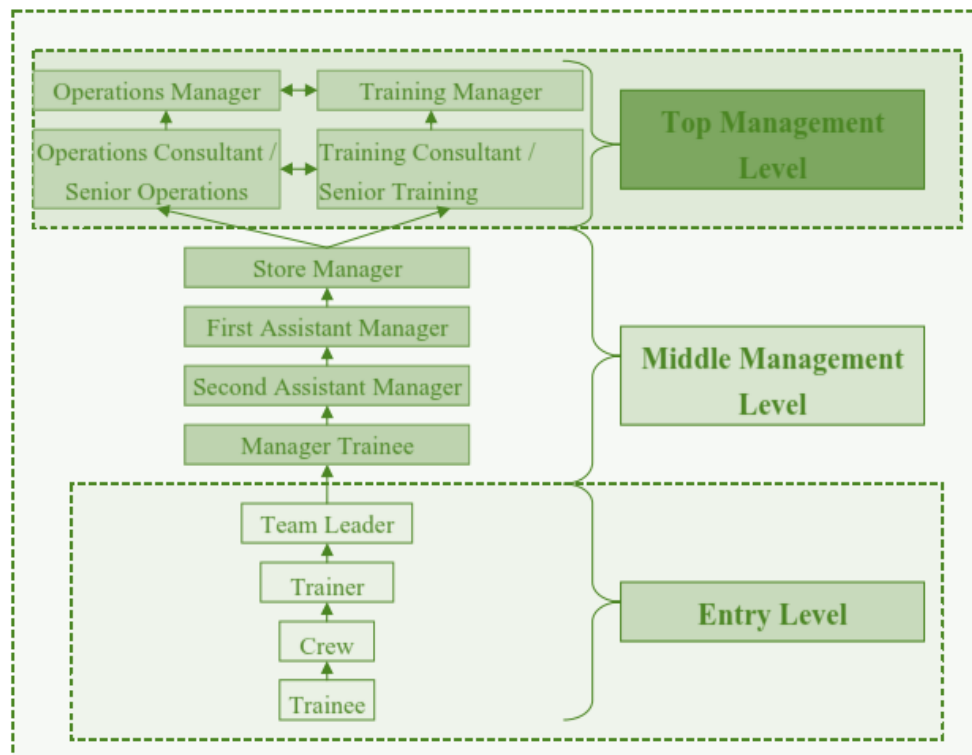 Operations Manager
Training Manager
Top Management
Level
Operations Consultant /
Senior Operations
Training Consultant /
Senior Training
Store Manager
First Assistant Manager
Second Assistant Manager
Manager Trainee
Middle Management
Level
Team Leader
Trainer
Crew
Trainee
Entry Level